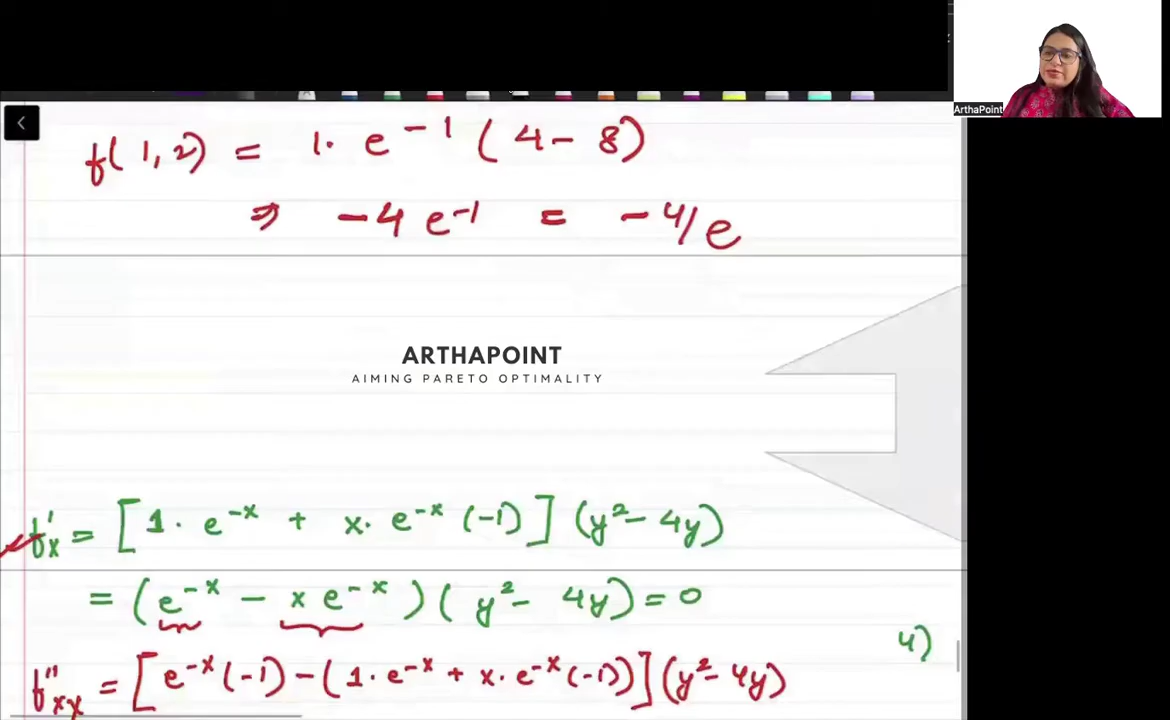 ArthaPoint
f(1,2) = 1. e⁻¹ (4 - 8)
⇒ -4 e⁻¹ = -4/e
ARTHAPOINT
AIMING PARETO OPTIMALITY
f'x = [1. e⁻ˣ + x. e⁻ˣ (-1)] (y² - 4y)
= (e⁻ˣ - x e⁻ˣ) (y² - 4y) = 0
4)
f''xx = [e⁻ˣ (-1) - (1. e⁻ˣ + x. e⁻ˣ (-1))] (y² - 4y)